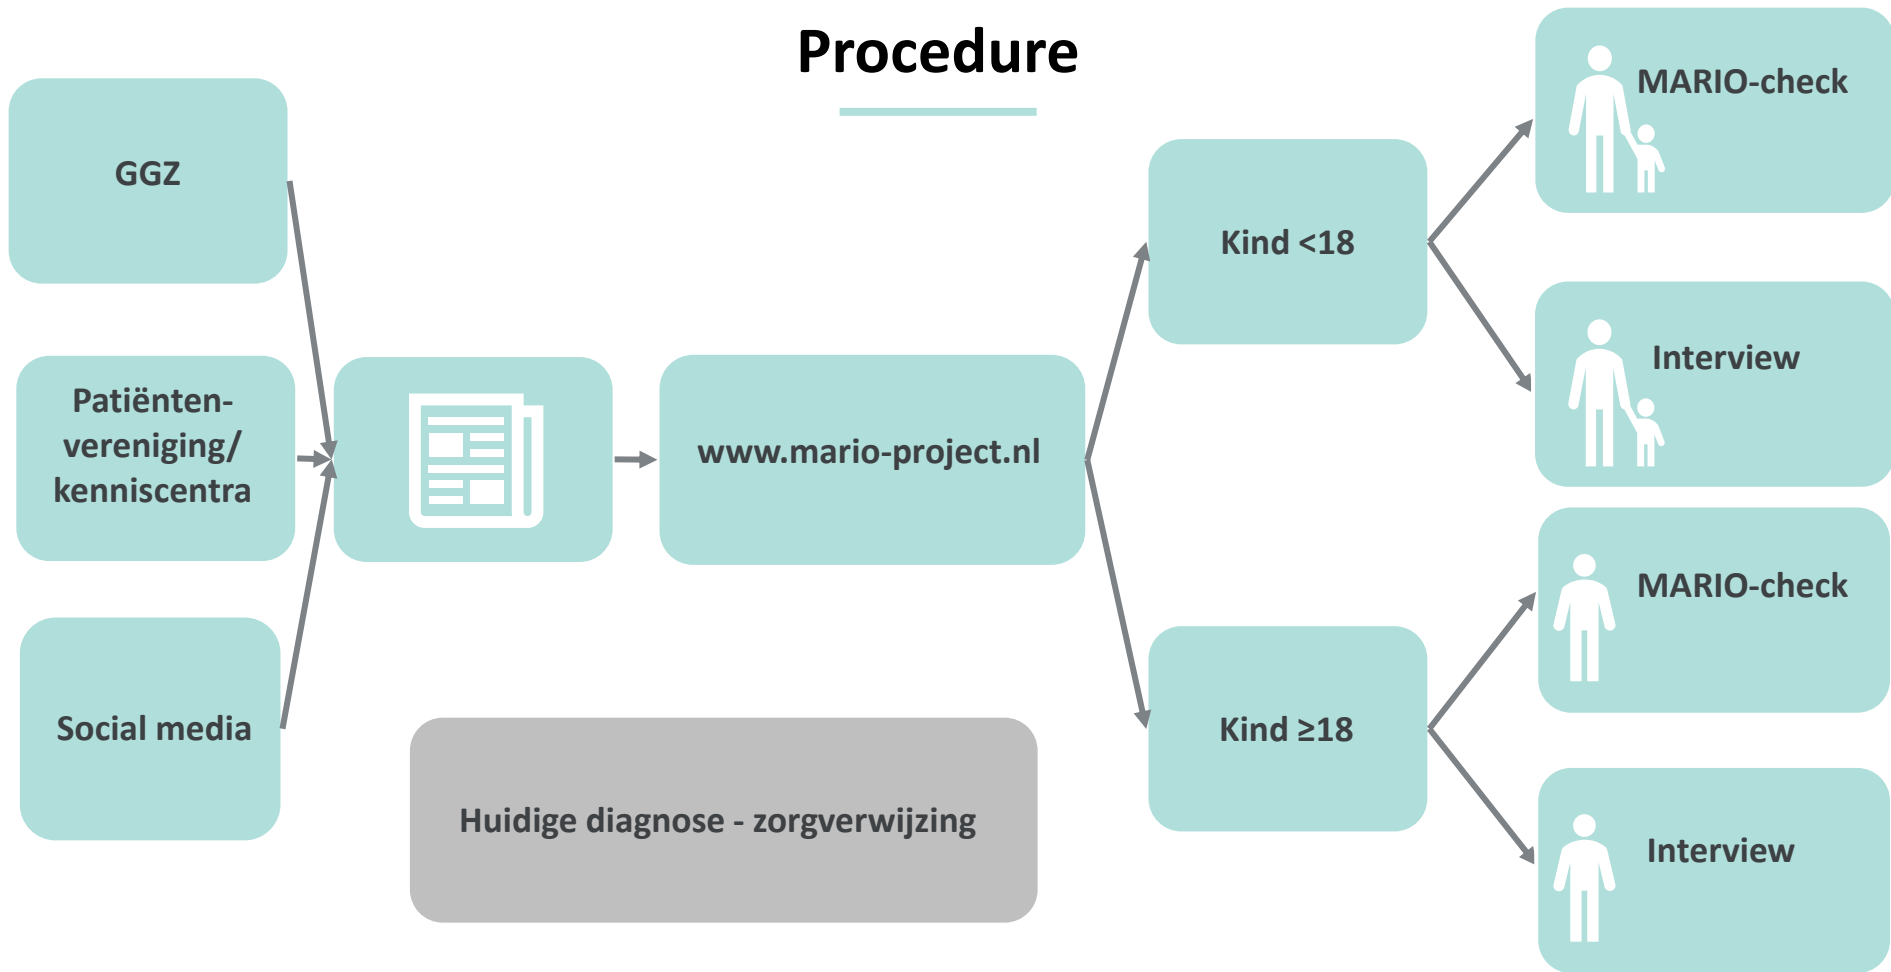 Procedure
GGZ
Patiënten-
vereniging/
kenniscentra
Social media
www.mario-project.nl
Huidige diagnose - zorgverwijzing
Kind <18
Kind ≥18
MARIO-check
Interview
MARIO-check
Interview